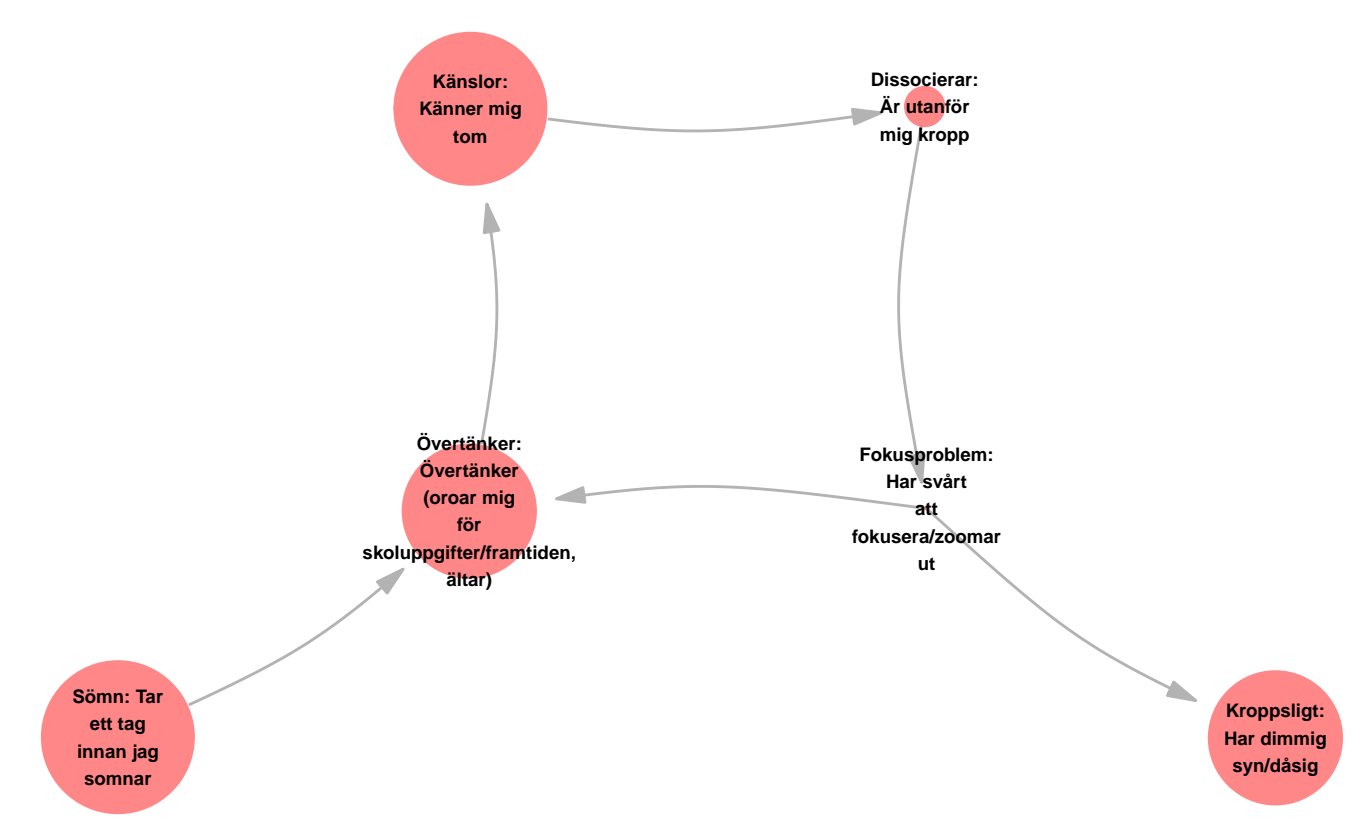 Känslor:
Känner mig
tom
Dissocierar:
Är utanför
mig kropp
Övertänker:
Övertänker
(oroar mig
för
skoluppgifter/framtiden,
ältar)
Fokusproblem:
Har svårt
att
fokusera/zoomar
ut
Sömn: Tar
ett tag
innan jag
somnar
Kroppsligt:
Har dimmig
syn/dåsig